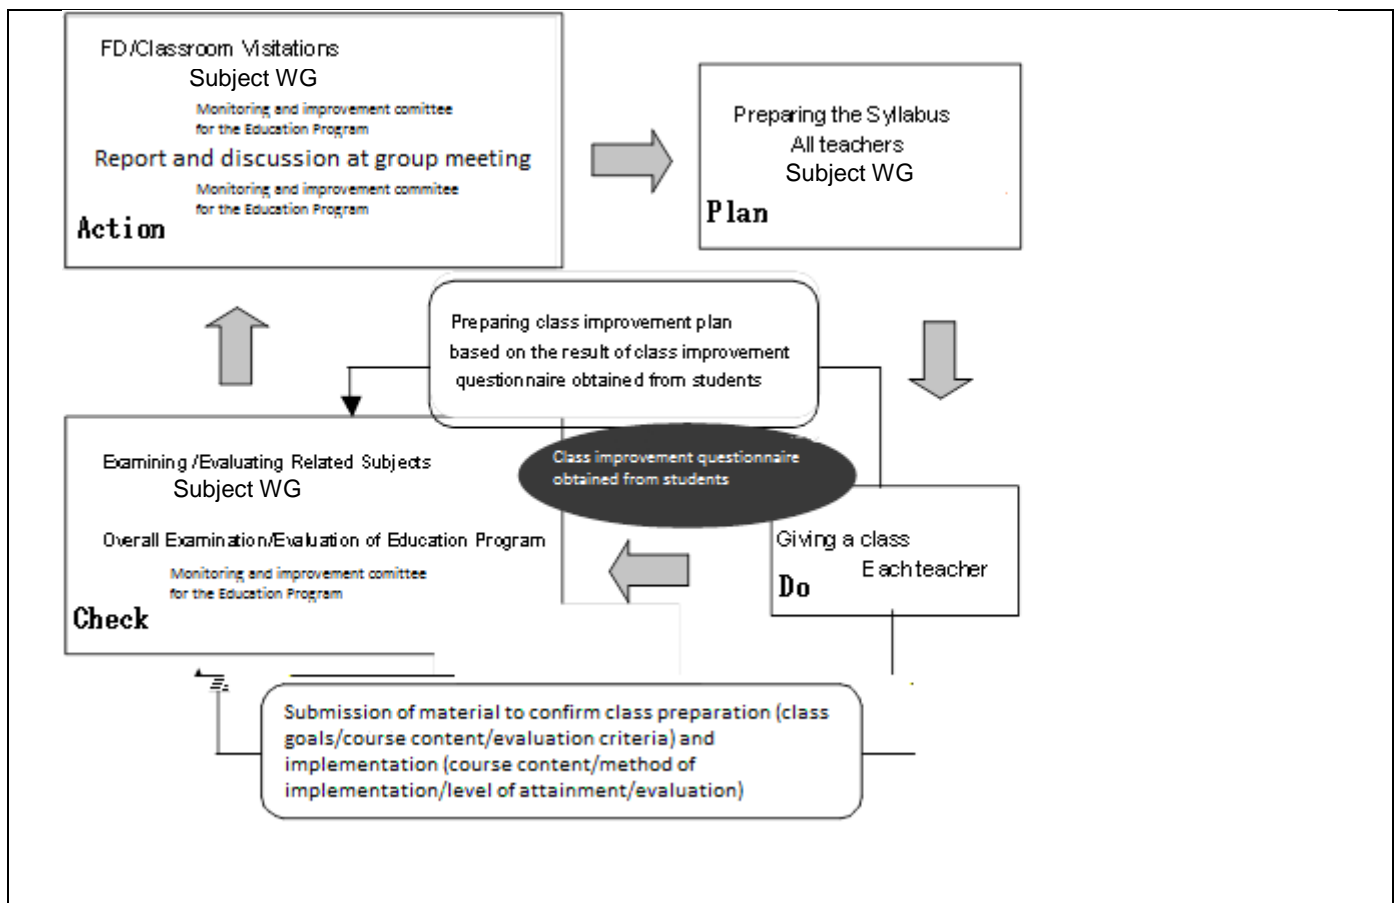 FD/Classroom Visitations
Subject WG
Monitoring and improvement comittee
for the Education Program
Report and discussion at group meeting
Monitoring and improvement commitee
for the Education Program
Action
Preparing the Syllabus
All teachers
Subject WG
Plan
Preparing class improvement plan
based on the result of class improvement
questionnaire obtained from students
Class improvement questionnaire
obtained from students
Examining /Evaluating Related Subjects
Subject WG
Overall Examination/Evaluation of Education Program
Monitoring and improvement comittee
for the Education Program
Check
Giving a class
Each teacher
Do
Submission of material to confirm class preparation (class
goals/course content/evaluation criteria) and
implementation (course content/method of
implementation/level of attainment/evaluation)